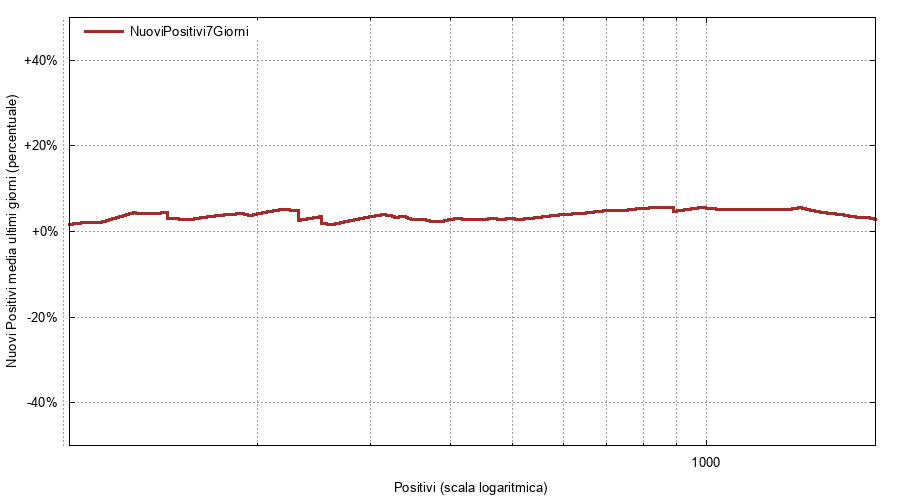 NuoviPositivi7Giorni
+40%
+20%
+0%
-20%
-40%
Nuovi Positivi media ultimi giorni (percentuale)
1000
Positivi (scala logaritmica)